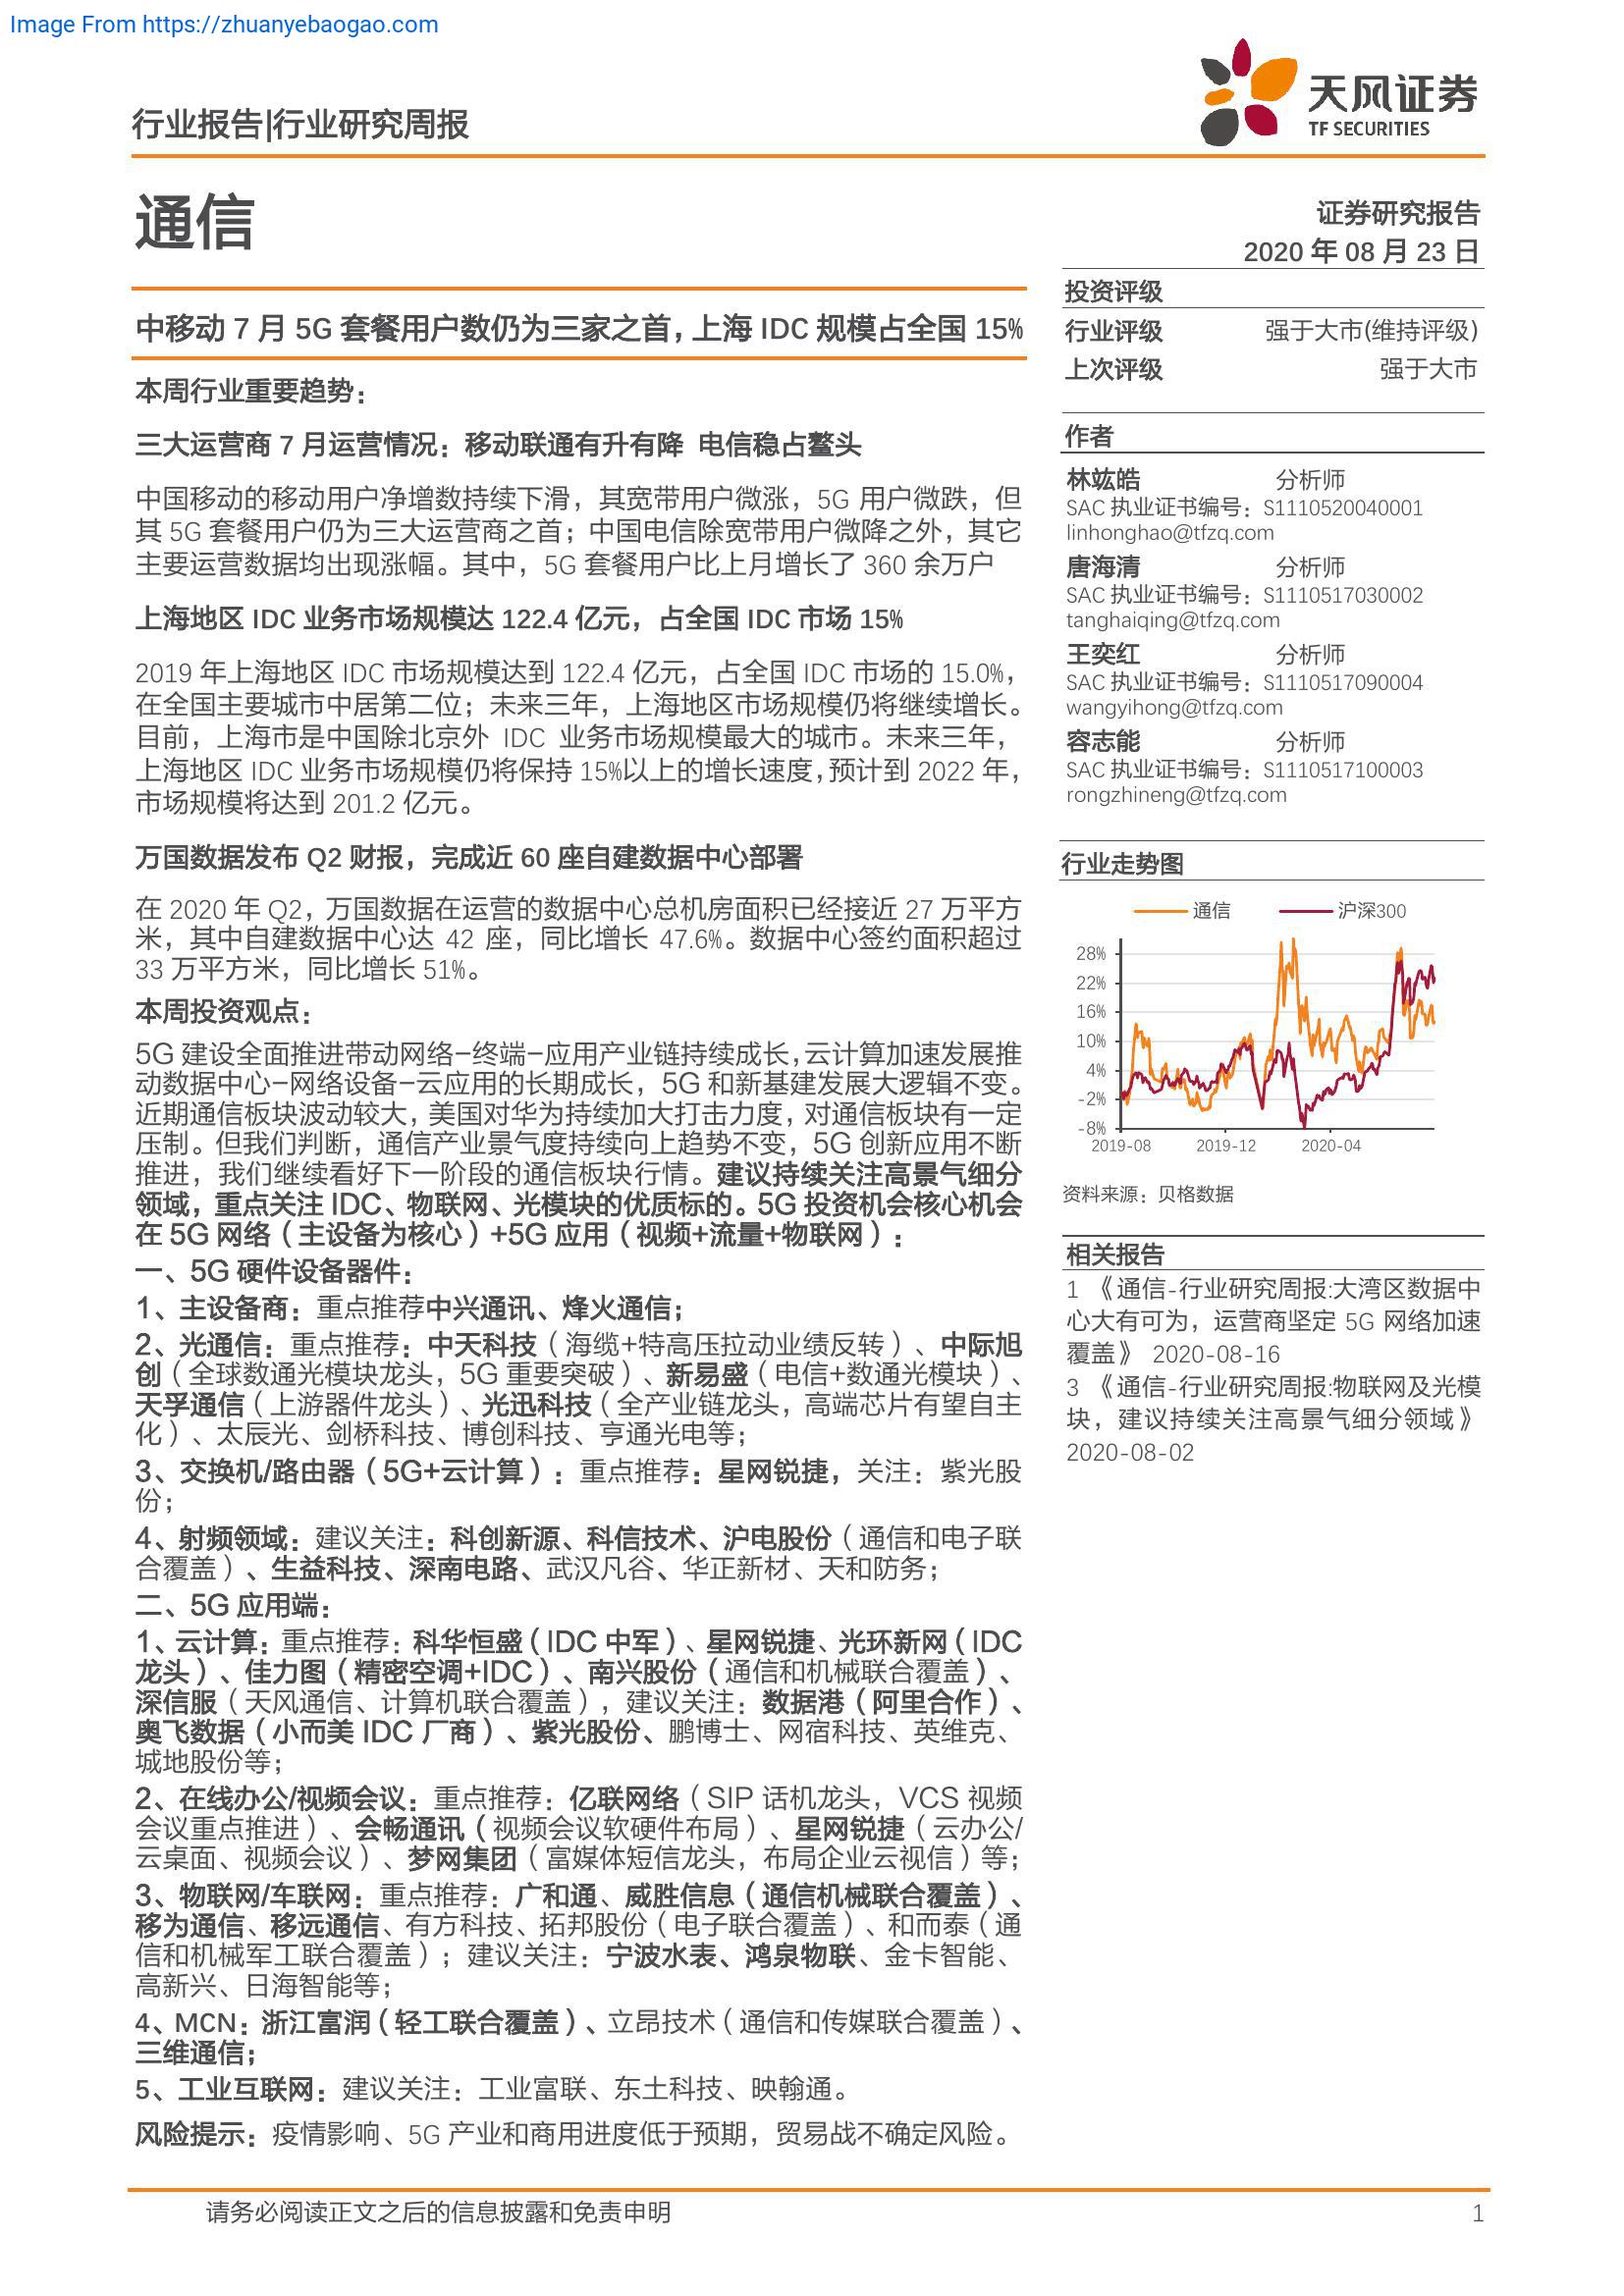 Image From https://zhuanyebaogao.com
行业报告|行业研究周报
天风证券
TF SECURITIES
通信
证券研究报告
2020 年 08 月 23 日
中移动 7 月 5G 套餐用户数仍为三家之首，上海 IDC 规模占全国 15%
本周行业重要趋势：
三大运营商 7 月运营情况：移动联通有升有降 电信稳占鳌头
中国移动的移动用户净增数持续下滑，其宽带用户微涨，5G 用户微跌，但
其 5G 套餐用户仍为三大运营商之首；中国电信除宽带用户微降之外，其它
主要运营数据均出现涨幅。其中，5G 套餐用户比上月增长了 360 余万户
上海地区 IDC 业务市场规模达 122.4 亿元，占全国 IDC 市场 15%
2019 年上海地区 IDC 市场规模达到 122.4 亿元，占全国 IDC 市场的 15.0%，
在全国主要城市中居第二位；未来三年，上海地区市场规模仍将继续增长。
目前，上海市是中国除北京外 IDC 业务市场规模最大的城市。未来三年，
上海地区 IDC 业务市场规模仍将保持 15%以上的增长速度，预计到 2022 年，
市场规模将达到 201.2 亿元。
万国数据发布 Q2 财报，完成近 60 座自建数据中心部署
在 2020 年 Q2，万国数据在运营的数据中心总机房面积已经接近 27 万平方
米，其中自建数据中心达 42 座，同比增长 47.6%。数据中心签约面积超过
33 万平方米，同比增长 51%。
本周投资观点：
5G 建设全面推进带动网络-终端-应用产业链持续成长，云计算加速发展推
动数据中心-网络设备-云应用的长期成长，5G 和新基建发展大逻辑不变。
近期通信板块波动较大，美国对华为持续加大打击力度，对通信板块有一定
压制。但我们判断，通信产业景气度持续向上趋势不变，5G 创新应用不断
推进，我们继续看好下一阶段的通信板块行情。建议持续关注高景气细分
领域，重点关注 IDC、物联网、光模块的优质标的。5G 投资机会核心机会
在 5G 网络（主设备为核心）+5G 应用（视频+流量+物联网）：
一、5G 硬件设备器件：
1、主设备商：重点推荐中兴通讯、烽火通信；
2、光通信：重点推荐：中天科技（海缆+特高压拉动业绩反转）、中际旭
创（全球数通光模块龙头，5G 重要突破）、新易盛（电信+数通光模块）、
天孚通信（上游器件龙头）、光迅科技（全产业链龙头，高端芯片有望自主
化）、太辰光、剑桥科技、博创科技、亨通光电等；
3、交换机/路由器（5G+云计算）：重点推荐：星网锐捷，关注：紫光股
份；
4、射频领域：建议关注：科创新源、科信技术、沪电股份（通信和电子联
合覆盖）、生益科技、深南电路、武汉凡谷、华正新材、天和防务；
二、5G 应用端：
1、云计算：重点推荐：科华恒盛（IDC 中军）、星网锐捷、光环新网（IDC
龙头）、佳力图（精密空调+IDC）、南兴股份（通信和机械联合覆盖）、
深信服（天风通信、计算机联合覆盖），建议关注：数据港（阿里合作）、
奥飞数据（小而美 IDC 厂商）、紫光股份、鹏博士、网宿科技、英维克、
城地股份等；
2、在线办公/视频会议：重点推荐：亿联网络（SIP 话机龙头，VCS 视频
会议重点推进）、会畅通讯（视频会议软硬件布局）、星网锐捷（云办公/
云桌面、视频会议）、梦网集团（富媒体短信龙头，布局企业云视信）等；
3、物联网/车联网：重点推荐：广和通、威胜信息（通信机械联合覆盖）、
移为通信、移远通信、有方科技、拓邦股份（电子联合覆盖）、和而泰（通
信和机械军工联合覆盖）；建议关注：宁波水表、鸿泉物联、金卡智能、
高新兴、日海智能等；
4、MCN：浙江富润（轻工联合覆盖）、立昂技术（通信和传媒联合覆盖）、
三维通信；
5、工业互联网：建议关注：工业富联、东土科技、映翰通。
风险提示：疫情影响、5G 产业和商用进度低于预期，贸易战不确定风险。
投资评级
行业评级 强于大市(维持评级)
上次评级 强于大市
作者
林竑皓 分析师
SAC 执业证书编号：S1110520040001
linhonghao@tfzq.com
唐海清 分析师
SAC 执业证书编号：S1110517030002
tanghaiqing@tfzq.com
王奕红 分析师
SAC 执业证书编号：S1110517090004
wangyihong@tfzq.com
容志能 分析师
SAC 执业证书编号：S1110517100003
rongzhineng@tfzq.com
行业走势图
通信 沪深300
28%
22%
16%
10%
4%
-2%
-8%
2019-08 2019-12 2020-04
资料来源：贝格数据
相关报告
1 《通信-行业研究周报:大湾区数据中
心大有可为，运营商坚定 5G 网络加速
覆盖》 2020-08-16
3 《通信-行业研究周报:物联网及光模
块，建议持续关注高景气细分领域》
2020-08-02
请务必阅读正文之后的信息披露和免责申明 1